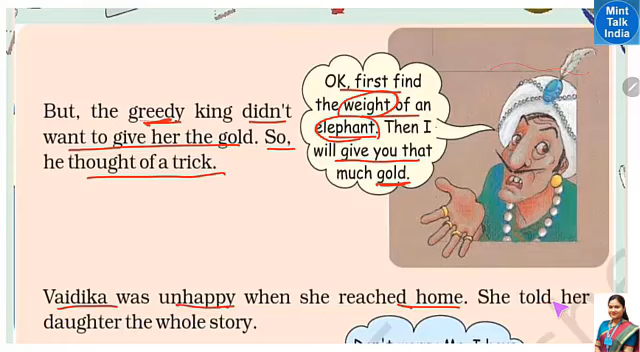 Mint
Talk
India
OK, first find
the weight of an
elephant. Then I
will give you that
much gold.
But, the greedy king didn't
want to give her the gold. So,
he thought of a trick.
Vaidika was unhappy when she reached home. She told her
daughter the whole story.